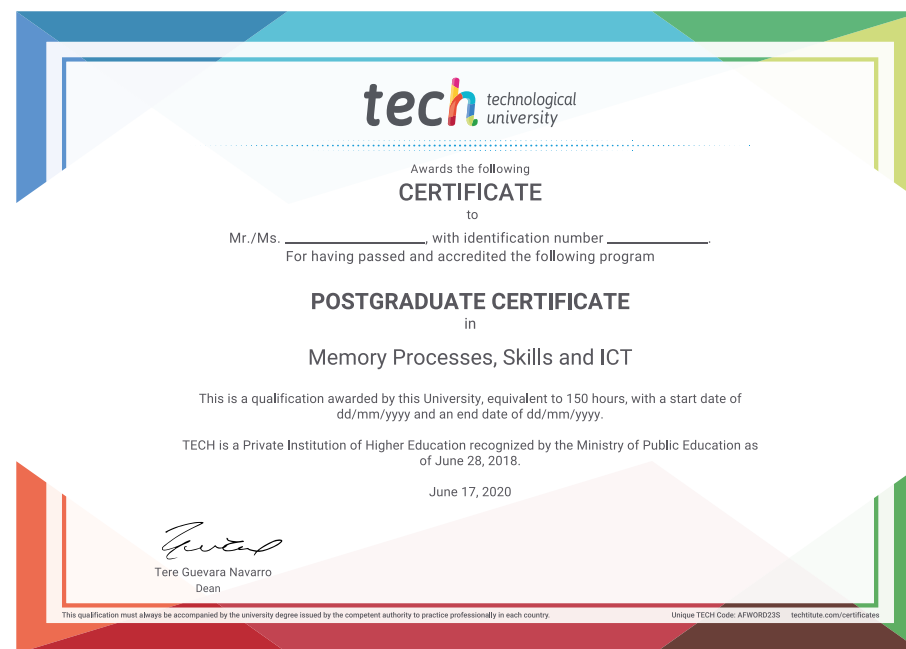 tech technological
university
Awards the following
CERTIFICATE
to
Mr./Ms. ____________________, with identification number ______________.
For having passed and accredited the following program
POSTGRADUATE CERTIFICATE
in
Memory Processes, Skills and ICT
This is a qualification awarded by this University, equivalent to 150 hours, with a start date of
dd/mm/yyyy and an end date of dd/mm/yyyy.
TECH is a Private Institution of Higher Education recognized by the Ministry of Public Education as
of June 28, 2018.
June 17, 2020
Tere Guevara Navarro
Dean
This qualification must always be accompanied by the university degree issued by the competent authority to practice professionally in each country.
Unique TECH Code: AFWORD23S techtitute.com/certificates